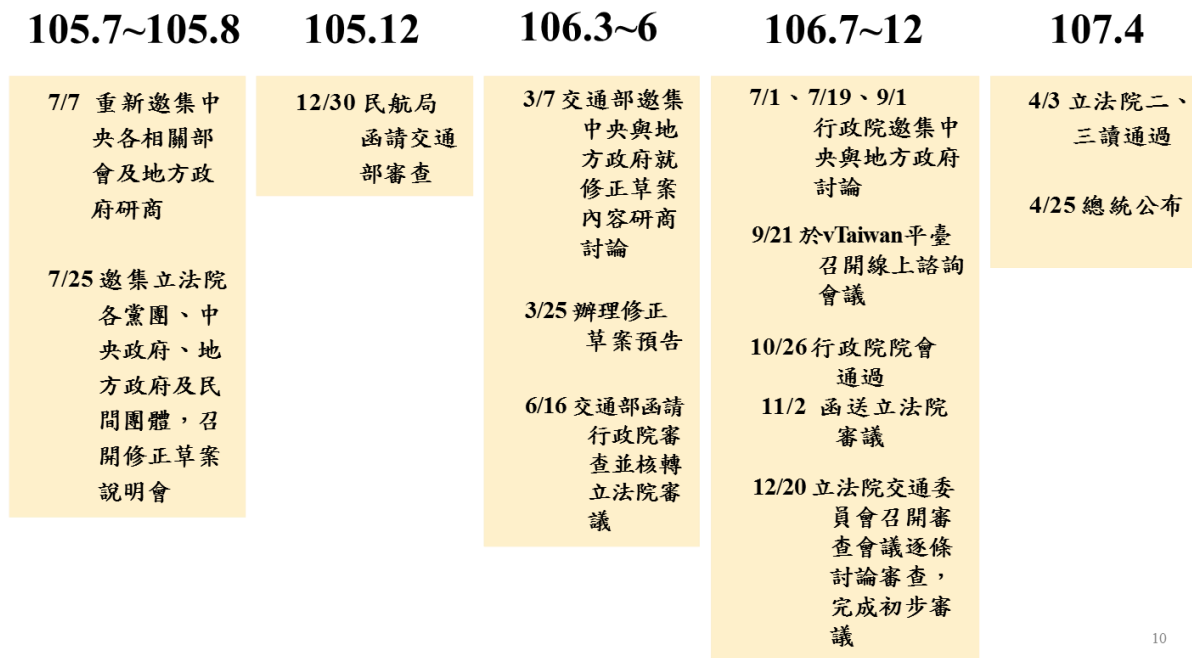 105.7~105.8
7/7 重新邀集中
央各相關部
會及地方政
府研商
7/25 邀集立法院
各黨團、中
央政府、地
方政府及民
間團體，召
開修正草案
說明會
105.12
12/30 民航局
函請交通
部審查
106.3~6
3/7 交通部邀集
中央與地
方政府就
修正草案
內容研商
討論
3/25 辦理修正
草案預告
6/16 交通部函請
行政院審
查並核轉
立法院審
議
106.7~12
7/1、7/19、9/1
行政院邀集中
央與地方政府
討論
9/21 於vTaiwan平臺
召開線上諮詢
會議
10/26 行政院院會
通過
11/2 函送立法院
審議
12/20 立法院交通委
員會召開審
查會議逐條
討論審查，
完成初步審
議
107.4
4/3 立法院二、
三讀通過
4/25 總統公布
10